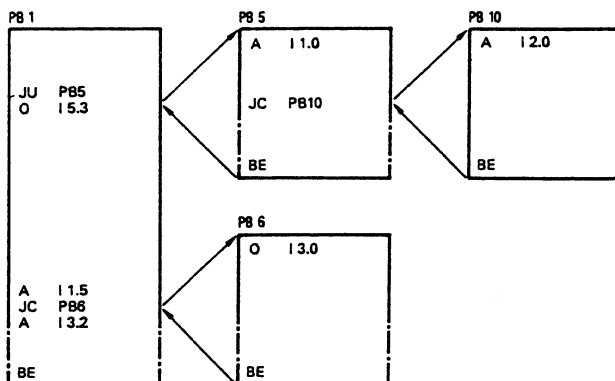 PB 1
JU PB5
O I 5.3
A I 1.5
JC PB6
A I 3.2
BE
PB 5
A I 1.0
JC PB10
BE
PB 10
A I 2.0
BE
PB 6
O I 3.0
BE